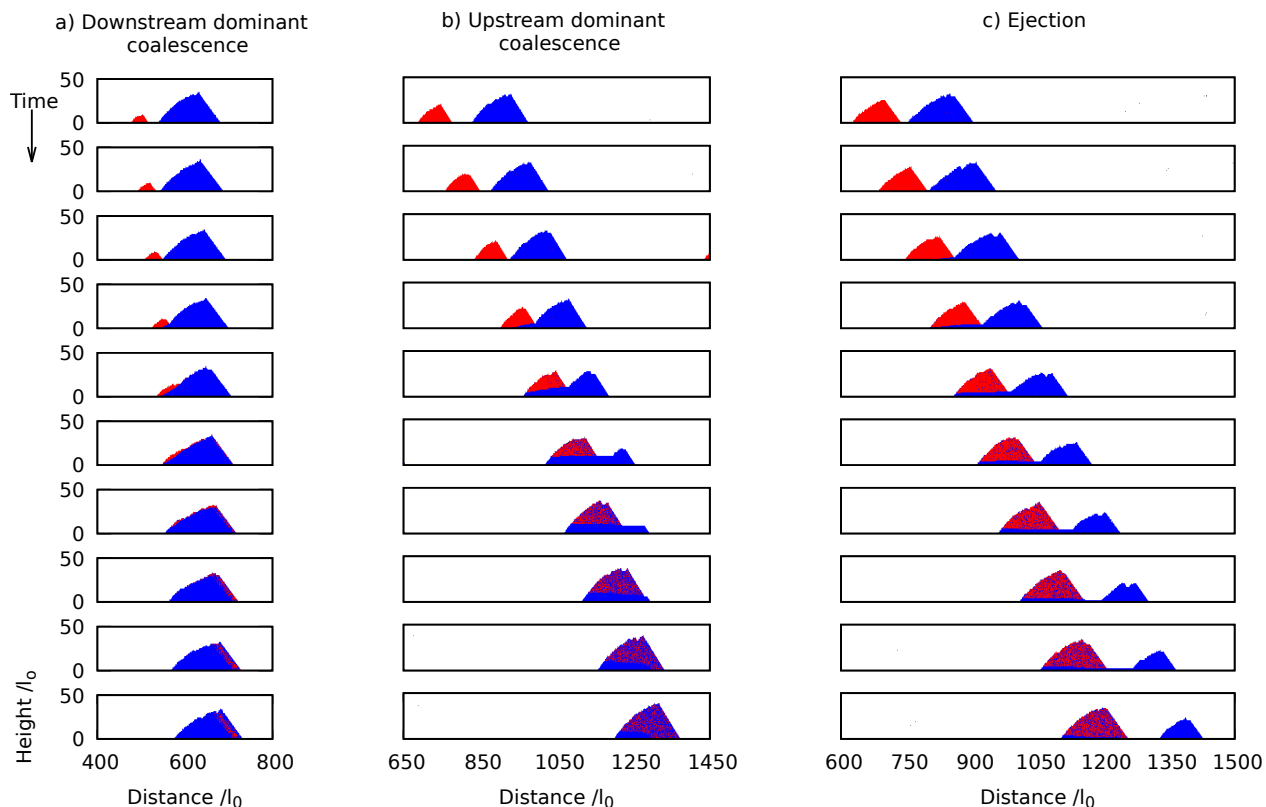 a) Downstream dominant
coalescence
b) Upstream dominant
coalescence
c) Ejection
Time
50
0
50
0
50
0
50
0
50
0
50
0
50
0
50
0
50
0
50
0
Height /lo
400 600 800
650 850 1050 1250 1450
600 750 900 1050 1200 1350 1500
Distance /l0
Distance /l0
Distance /l0